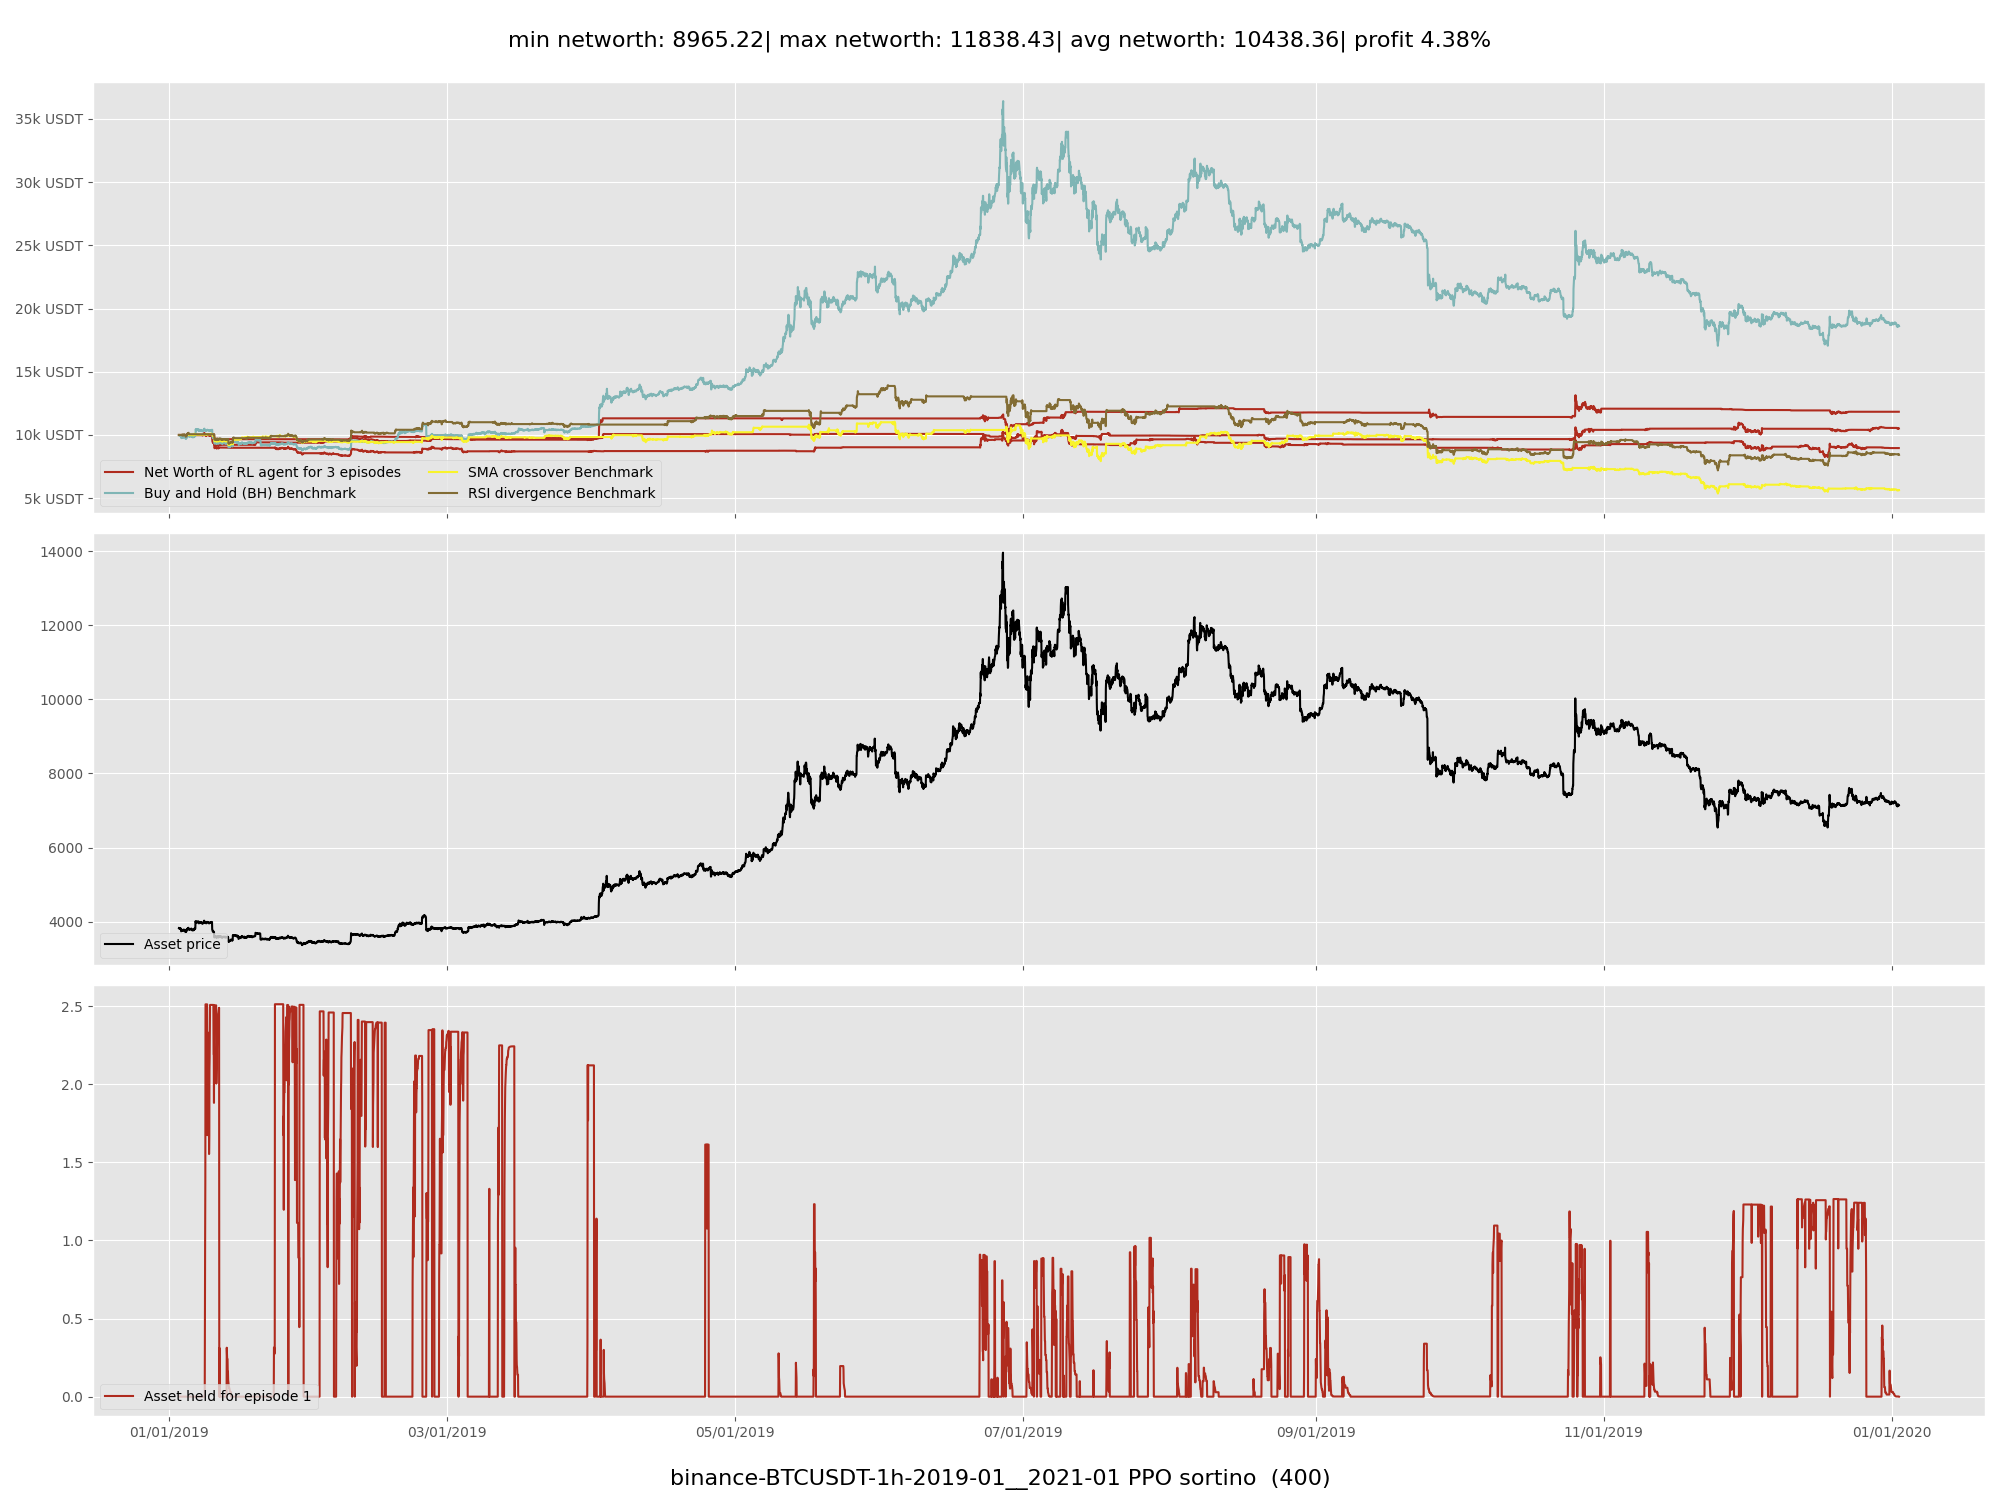 min networth: 8965.22| max networth: 11838.43| avg networth: 10438.36| profit 4.38%
35k USDT
30k USDT
25k USDT
20k USDT
15k USDT
10k USDT
5k USDT
Net Worth of RL agent for 3 episodes
Buy and Hold (BH) Benchmark
SMA crossover Benchmark
RSI divergence Benchmark
14000
12000
10000
8000
6000
4000
Asset price
2.5
2.0
1.5
1.0
0.5
0.0
Asset held for episode 1
01/01/2019 03/01/2019 05/01/2019 07/01/2019 09/01/2019 11/01/2019 01/01/2020
binance-BTCUSDT-1h-2019-01__2021-01 PPO sortino (400)